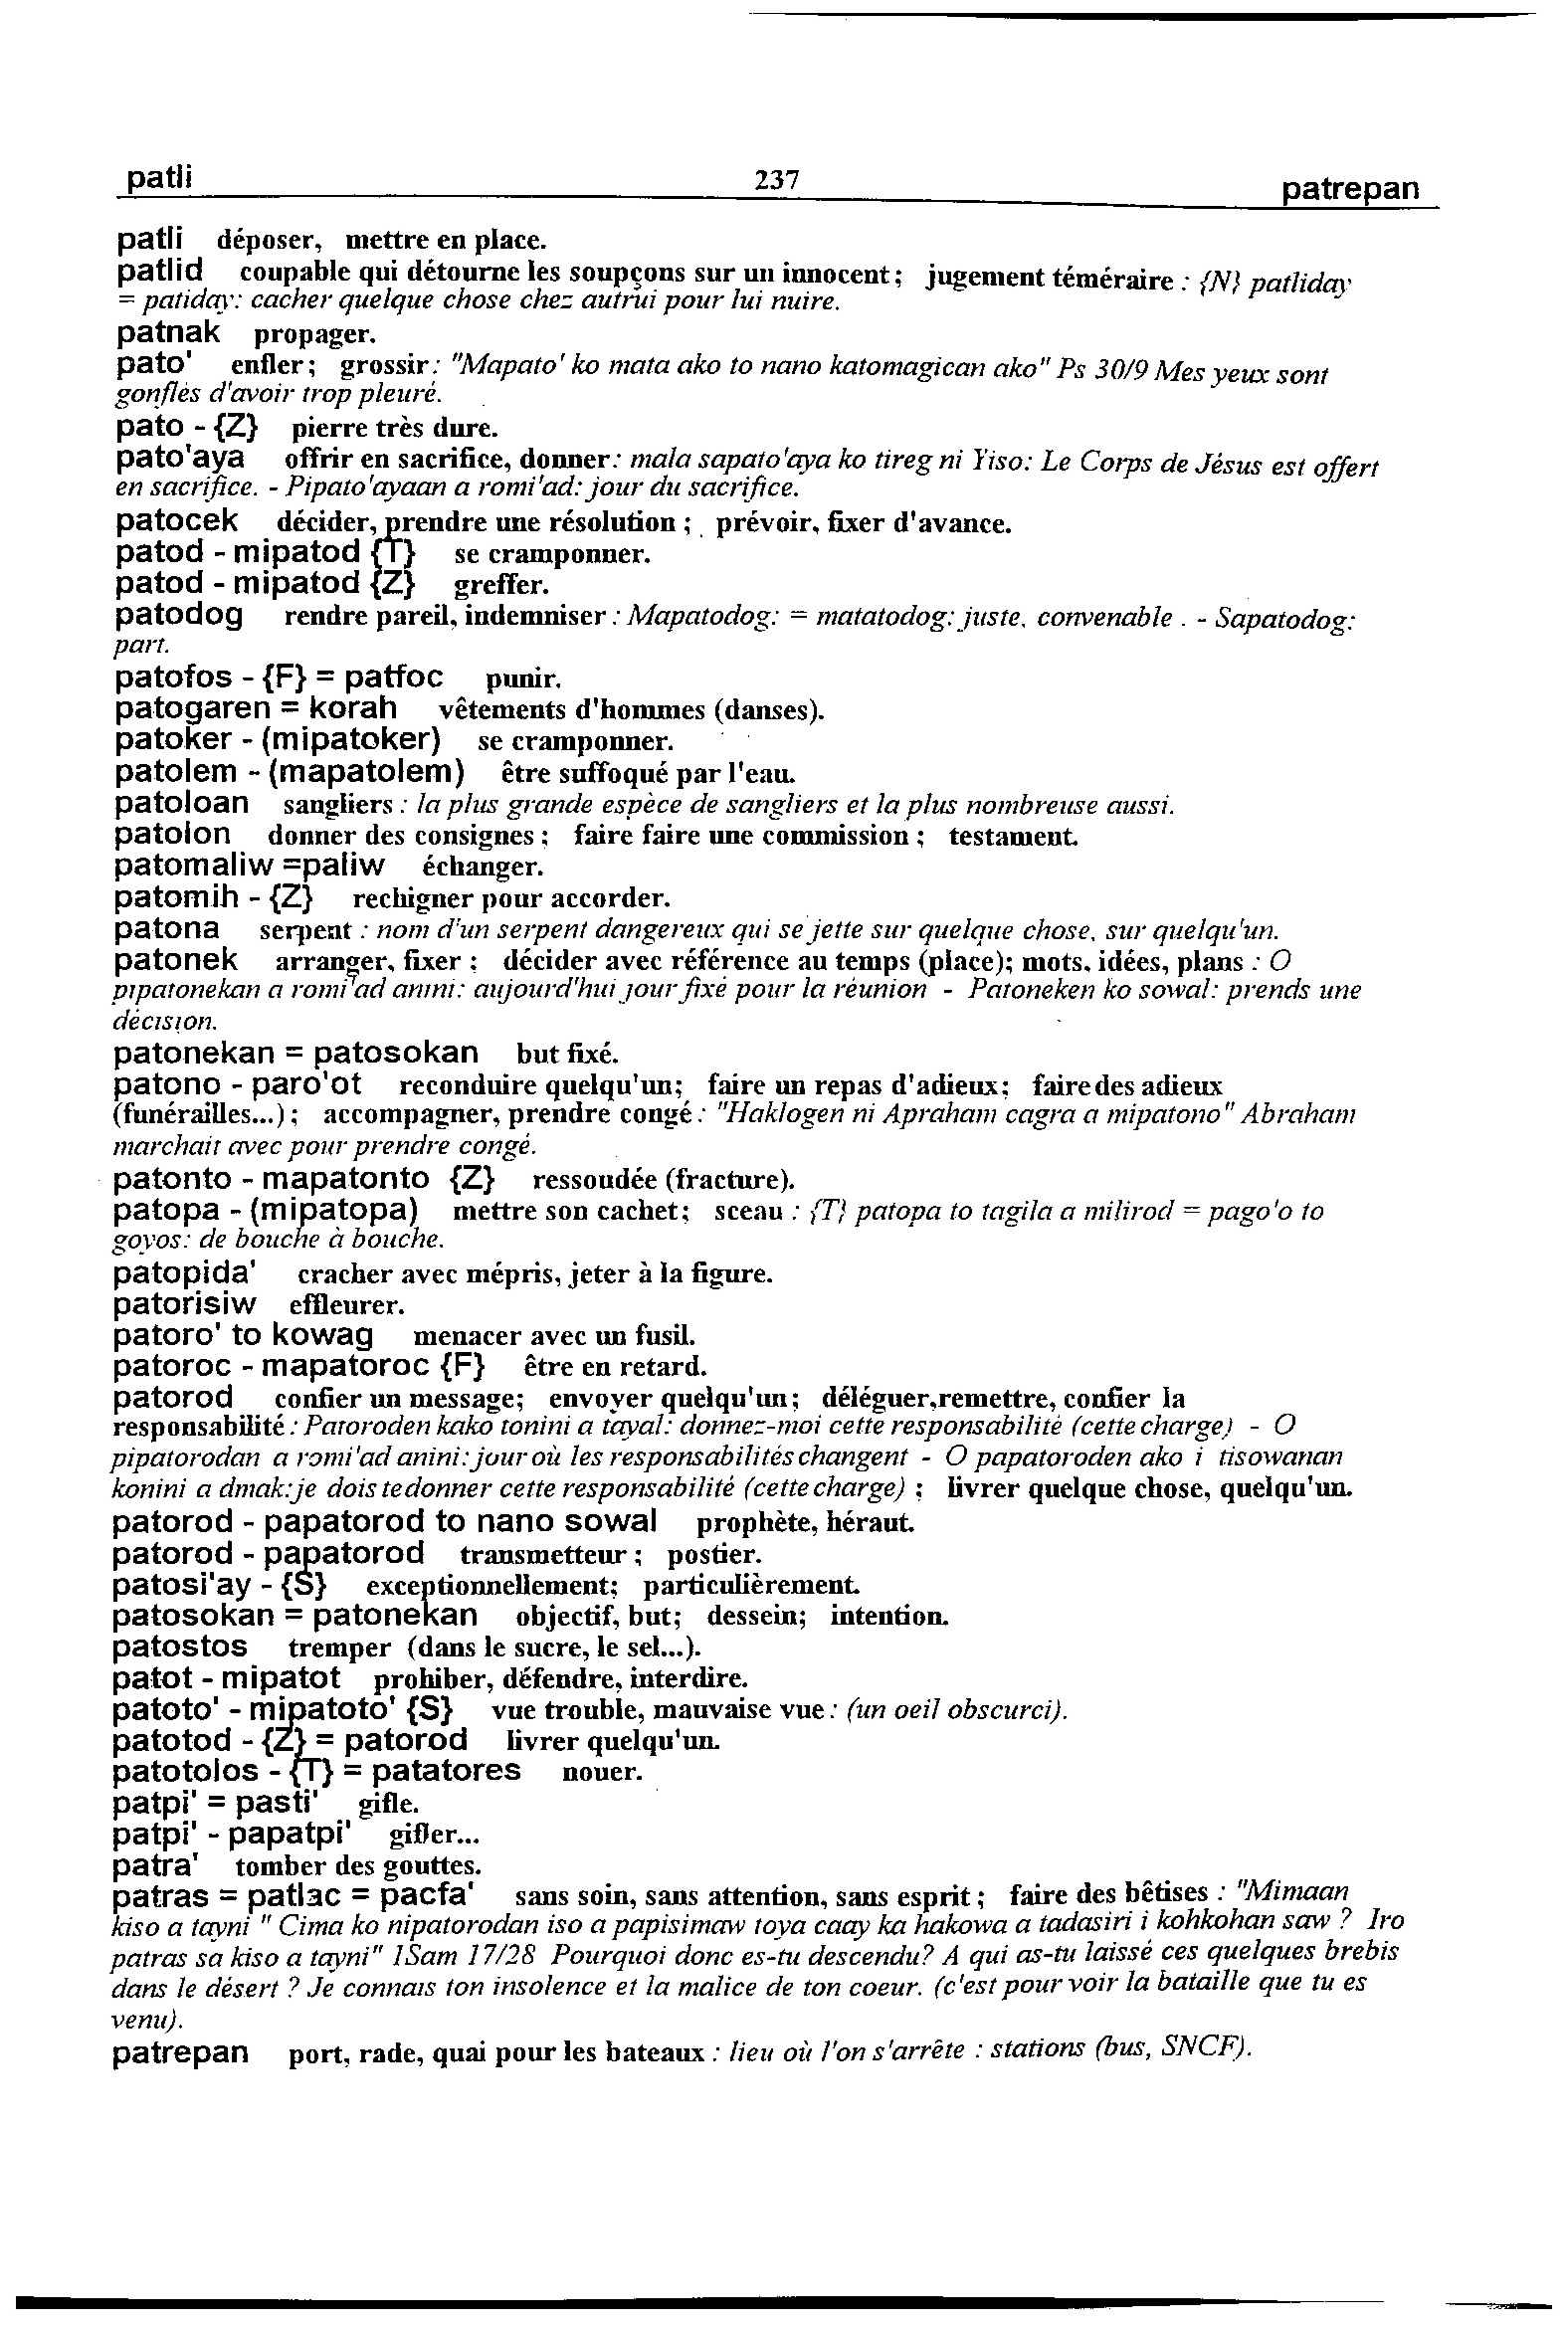 patli 237 patrepan
patli déposer, mettre en place.
patlid coupable qui détourne les soupçons sur un innocent; jugement téméraire : {N} patliday
= patiday: cacher quelque chose chez autrui pour lui nuire.
patnak propager.
pato' enfler; grossir: "Mapato' ko mata ako to nano katomagican ako" Ps 30/9 Mes yeux sont
gonflés d'avoir trop pleuré.
pato - {Z} pierre très dure.
pato'aya offrir en sacrifice, donner: mala sapato'aya ko tireg ni Yiso: Le Corps de Jésus est offert
en sacrifice. - Pipato'ayaan a romi'ad: jour du sacrifice.
patocek décider, prendre une résolution ; prévoir, fixer d'avance.
patod - mipatod {T} se cramponner.
patod - mipatod {Z} greffer.
patodog rendre pareil, indemniser : Mapatodog: = matatodog: juste, convenable . - Sapatodog:
part.
patofos - {F} = patfoc punir.
patogaren = korah vêtements d'hommes (danses).
patoker - (mipatoker) se cramponner.
patolem - (mapatolem) être suffoqué par l'eau.
patoloan sangliers : la plus grande espèce de sangliers et la plus nombreuse aussi.
patolon donner des consignes ; faire faire une commission ; testament.
patomaliw =paliw échanger.
patomih - {Z} rechigner pour accorder.
patona serpent : nom d'un serpent dangereux qui se jette sur quelque chose, sur quelqu'un.
patonek arranger, fixer ; décider avec référence au temps (place); mots, idées, plans : O
pipatonekan a romi'ad anini: aujourd'hui jour fixé pour la réunion - Patoneken ko sowal: prends une
décision.
patonekan = patosokan but fixé.
patono - paro'ot reconduire quelqu'un; faire un repas d'adieux; faire des adieux
(funérailles...) ; accompagner, prendre congé : "Haklogen ni Apraham cagra a mipatono" Abraham
marchait avec pour prendre congé.
patonto - mapatonto {Z} ressoudée (fracture).
patopa - (mipatopa) mettre son cachet; sceau : {T} patopa to tagila a milirod = pago'o to
goyos: de bouche à bouche.
patopida' cracher avec mépris, jeter à la figure.
patorisiw effleurer.
patoro' to kowag menacer avec un fusil.
patoroc - mapatoroc {F} être en retard.
patorod confier un message; envoyer quelqu'un; déléguer,remettre, confier la
responsabilité : Patoroden kako tonini a tayal: donnez-moi cette responsabilité (cette charge) - O
pipatorodan a romi'ad anini: jour où les responsabilités changent - O papatoroden ako i tisowanan
konini a dmak:je dois te donner cette responsabilité (cette charge) ; livrer quelque chose, quelqu'un.
patorod - papatorod to nano sowal prophète, héraut.
patorod - papatorod transmetteur ; postier.
patosi'ay - {S} exceptionnellement; particulièrement.
patosokan = patonekan objectif, but; dessein; intention.
patostos tremper (dans le sucre, le sel...).
patot - mipatot prohiber, défendre, interdire.
patoto' - mipatoto' {S} vue trouble, mauvaise vue : (un oeil obscurci).
patotod - {Z} = patorod livrer quelqu'un.
patotolos - {T} = patatores nouer.
patpi' = pasti' gifle.
patpi' - papatpi' gifler...
patra' tomber des gouttes.
patras = patlac = pacfa' sans soin, sans attention, sans esprit ; faire des bêtises : "Mimaan
kiso a tayni " Cima ko nipatorodan iso a papisimaw toya caay ka hakowa a tadasiri i kohkohan saw ? Iro
patras sa kiso a tayni" 1Sam 17/28 Pourquoi donc es-tu descendu? A qui as-tu laissé ces quelques brebis
dans le désert ? Je connais ton insolence et la malice de ton coeur. (c'est pour voir la bataille que tu es
venu).
patrepan port, rade, quai pour les bateaux : lieu où l'on s'arrête : stations (bus, SNCF).